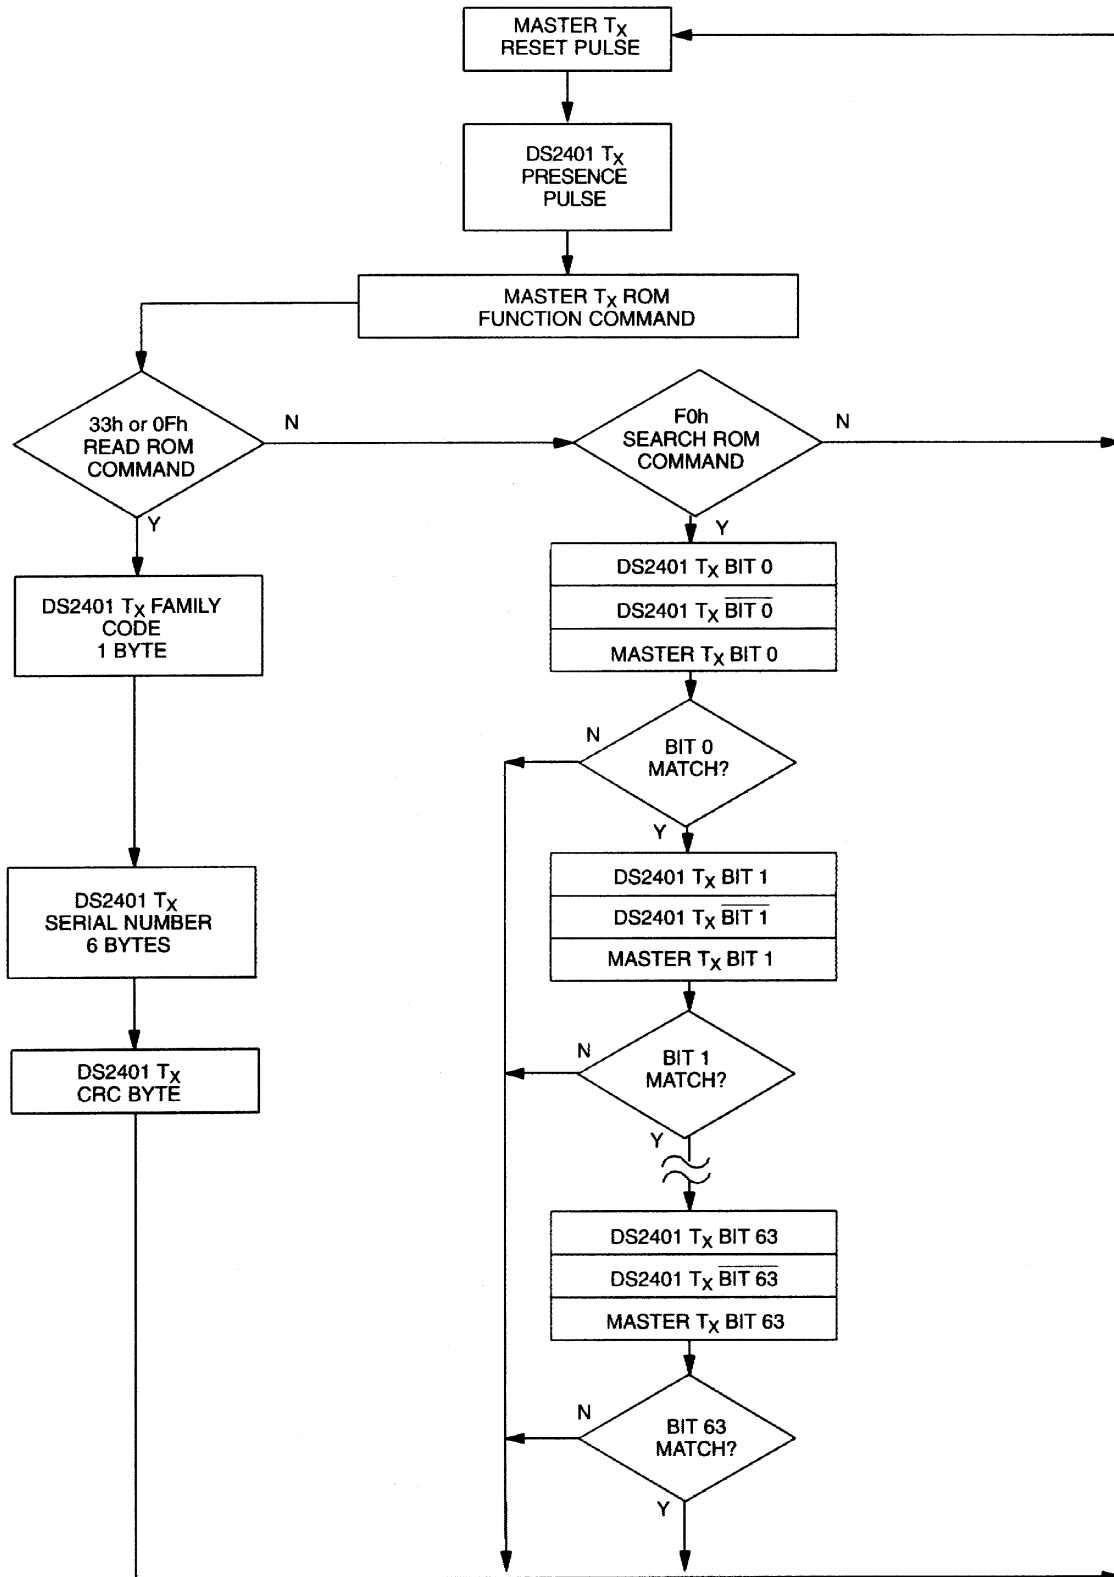 MASTER TX
RESET PULSE
DS2401 TX
PRESENCE
PULSE
MASTER TX ROM
FUNCTION COMMAND
33h or 0Fh
READ ROM
COMMAND
N
F0h
SEARCH ROM
COMMAND
N
Y
Y
DS2401 TX FAMILY
CODE
1 BYTE
DS2401 TX BIT 0
DS2401 TX BIT 0
MASTER TX BIT 0
N
BIT 0
MATCH?
Y
DS2401 TX
SERIAL NUMBER
6 BYTES
DS2401 TX BIT 1
DS2401 TX BIT 1
MASTER TX BIT 1
DS2401 TX
CRC BYTE
N
BIT 1
MATCH?
Y
DS2401 TX BIT 63
DS2401 TX BIT 63
MASTER TX BIT 63
N
BIT 63
MATCH?
Y